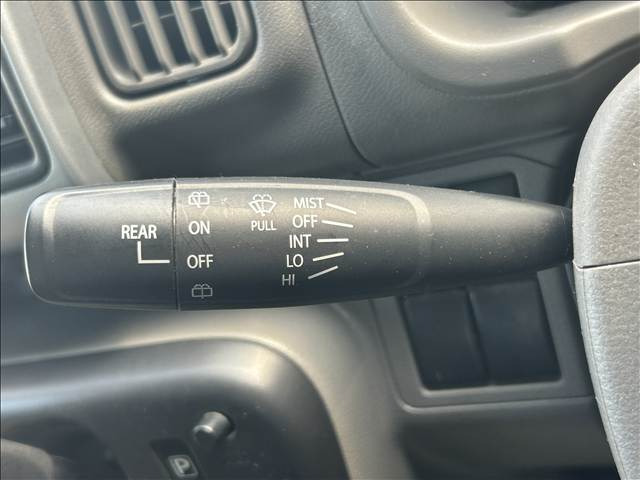 REAR
ON
OFF
PULL
MIST
OFF
INT
LO
HI
P